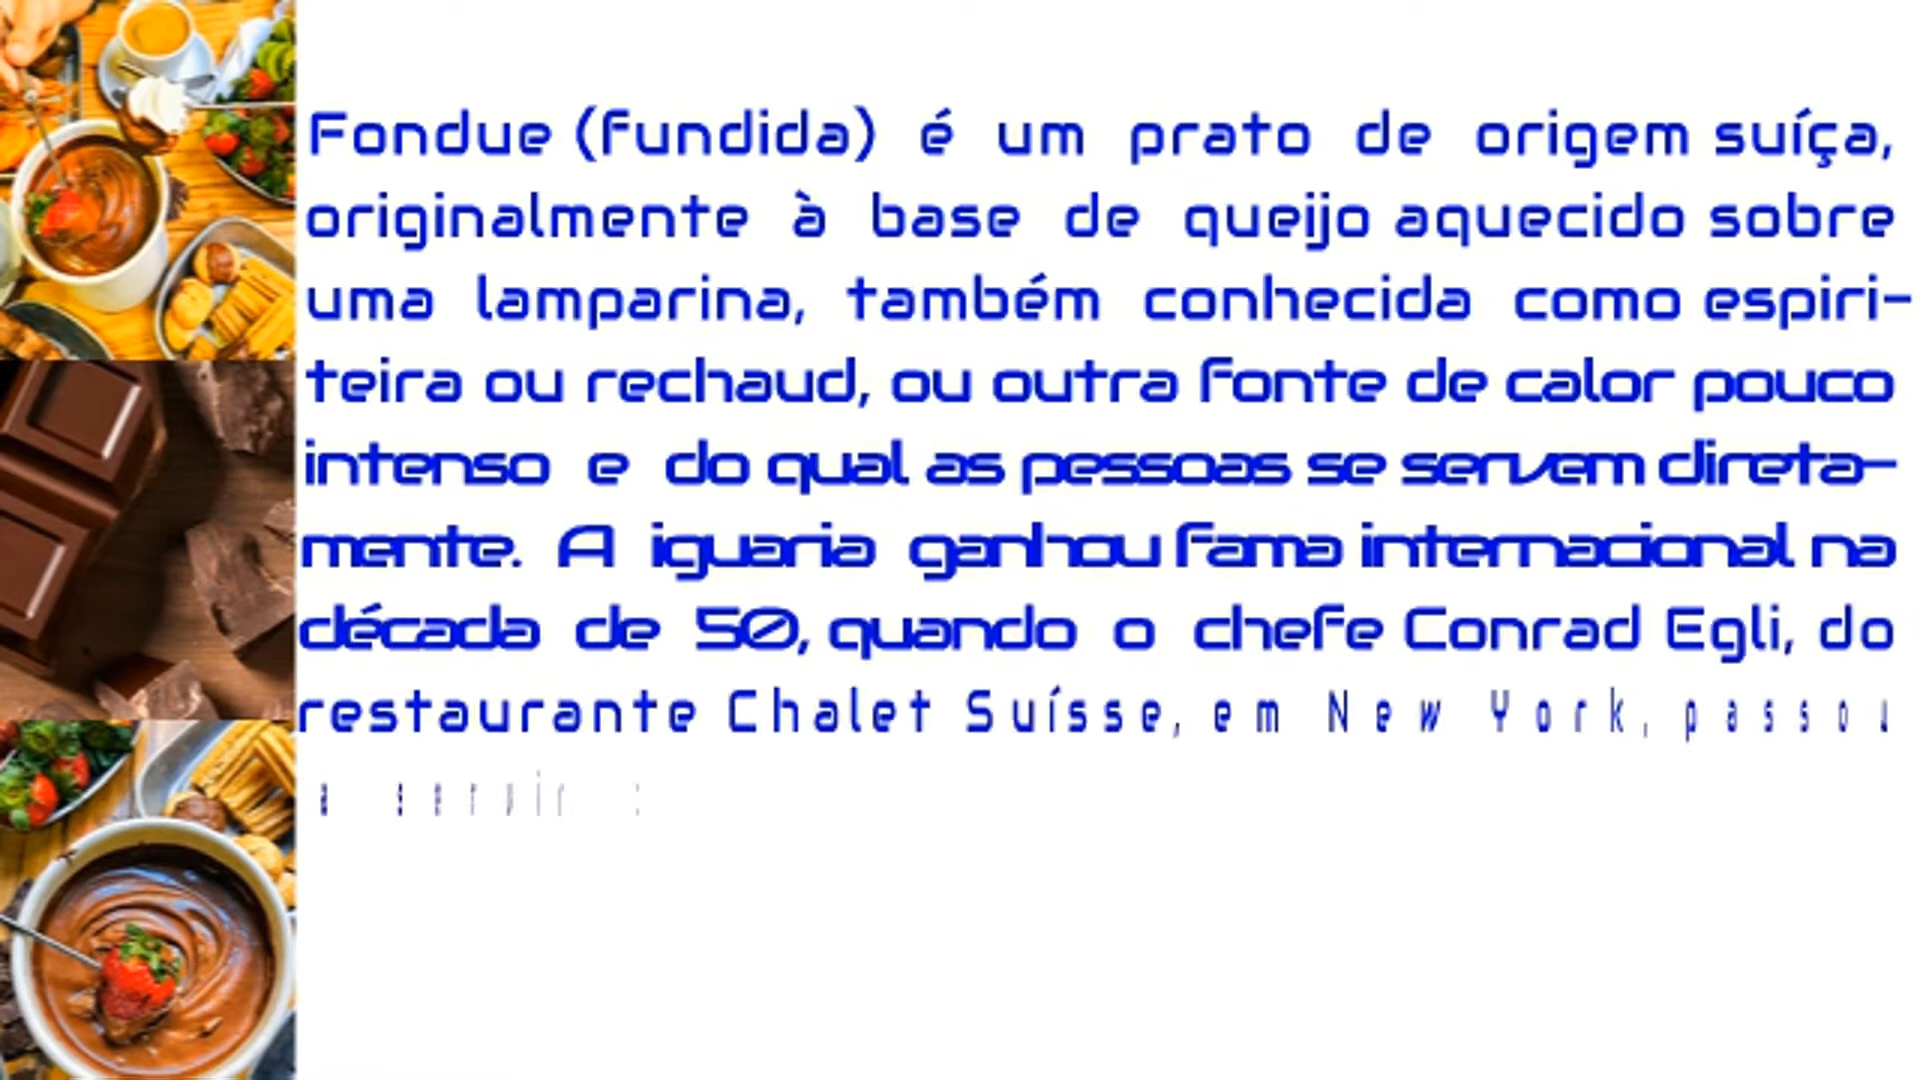 Fondue (fundida) é um prato de origem suíça,
originalmente à base de queijo aquecido sobre
uma lamparina, também conhecida como espiri-
teira ou rechaud, ou outra fonte de calor pouco
intenso e do qual as pessoas se servem direta-
mente. A iguaria ganhou fama internacional na
década de 50, quando o chefe Conrad Egli, do
restaurante Chalet Suísse, em New York, passou
a servir